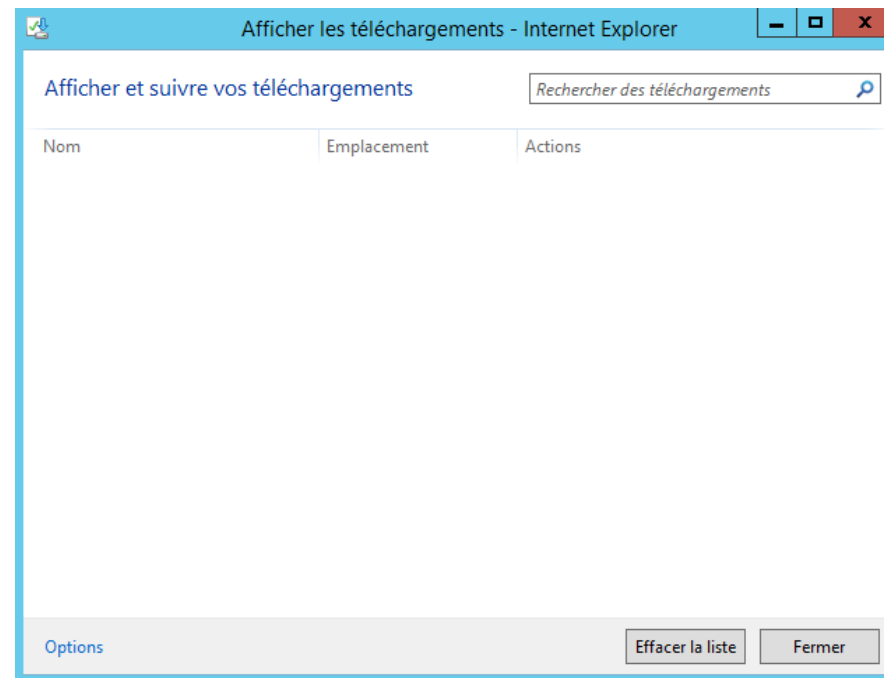 Afficher les téléchargements - Internet Explorer
Afficher et suivre vos téléchargements
Rechercher des téléchargements
Nom Emplacement Actions
Options Effacer la liste Fermer